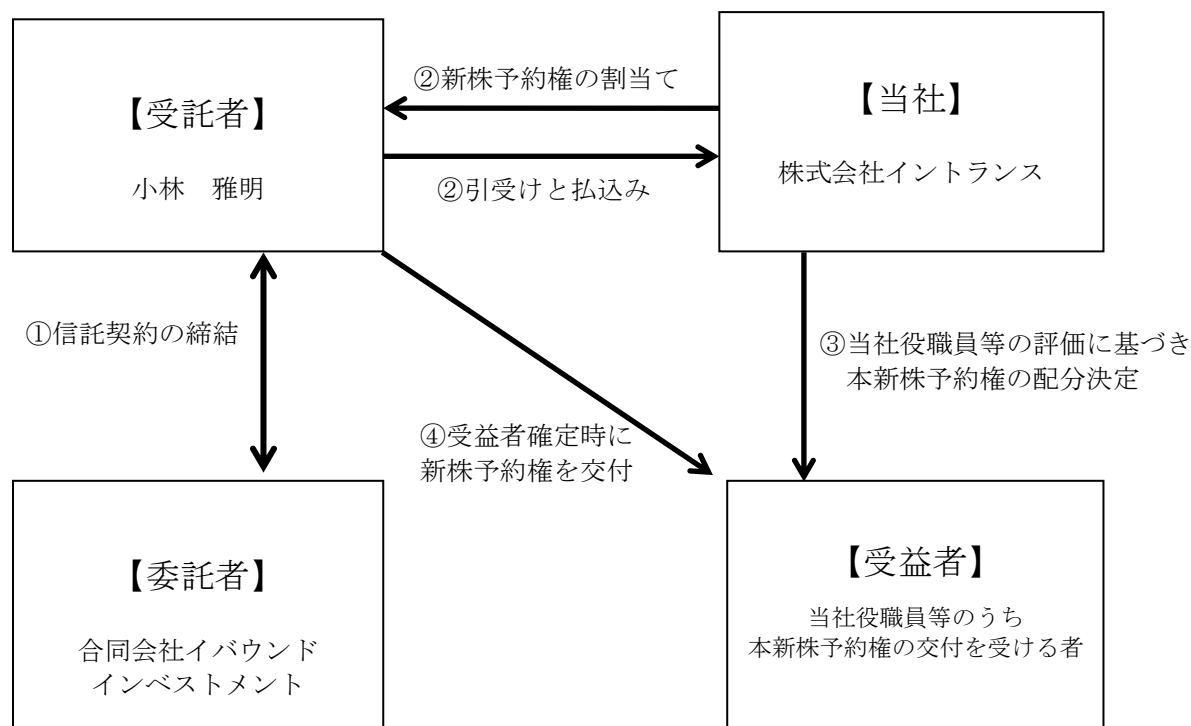 【受託者】
小林　雅明
②新株予約権の割当て
②引受けと払込み
【当社】
株式会社イントランス
①信託契約の締結
③当社役職員等の評価に基づき
本新株予約権の配分決定
④受益者確定時に
新株予約権を交付
【委託者】
合同会社イバウンド
インベストメント
【受益者】
当社役職員等のうち
本新株予約権の交付を受ける者